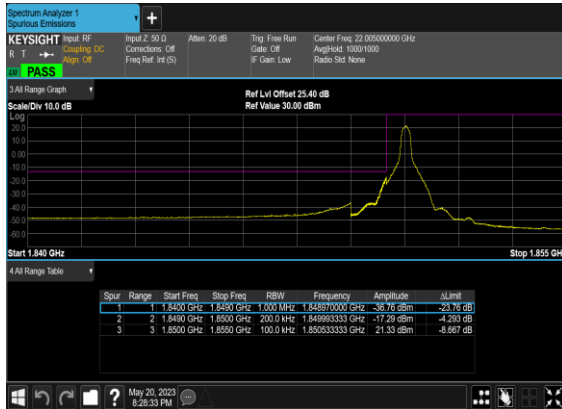 Spectrum Analyzer 1
Spurious Emissions
KEYSIGHT Input: RF
R T Coupling: DC
Align: Off
Input Z: 50 Ω
Corrections: Off
Freq Ref: Int (S)
Atten: 20 dB
Trig: Free Run
Gate: Off
IF Gain: Low
Center Freq: 22.005000000 GHz
Avg|Hold: 1000/1000
Radio Std: None
PASS
3 All Range Graph
Scale/Div 10.0 dB
Ref Lvl Offset 25.40 dB
Ref Value 30.00 dBm
Log
20.0
10.0
0.00
-10.0
-20.0
-30.0
-40.0
-50.0
-60.0
Start 1.840 GHz
Stop 1.855 GH
4 All Range Table
Spur Range Start Freq Stop Freq RBW Frequency Amplitude ΔLimit
1 1 1.8400 GHz 1.8490 GHz 1.000 MHz 1.848970000 GHz -36.76 dBm -23.76 dB
2 2 1.8490 GHz 1.8500 GHz 200.0 kHz 1.849993333 GHz -17.29 dBm -4.293 dB
3 3 1.8500 GHz 1.8550 GHz 100.0 kHz 1.850533333 GHz 21.33 dBm -8.667 dB
May 20, 2023
8:28:33 PM